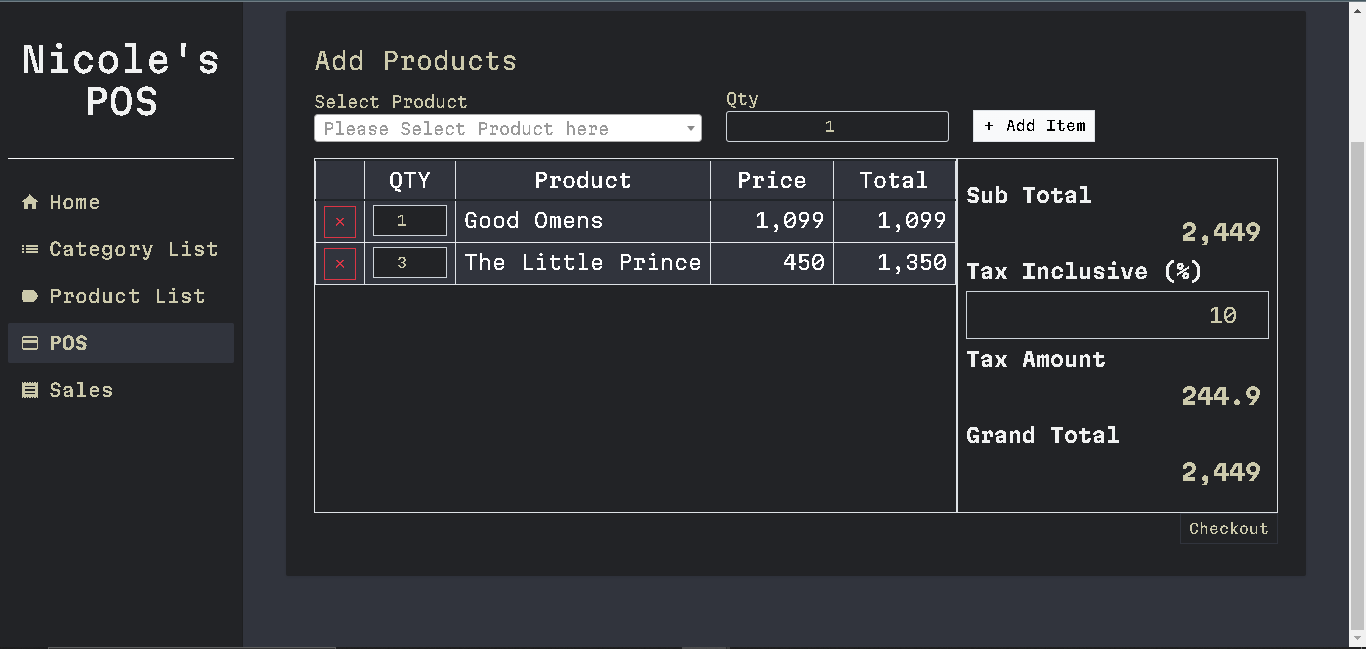 Nicole's
POS
Home
Category List
Product List
POS
Sales
Add Products
Select Product
Qty
Please Select Product here
1
+ Add Item
QTY Product Price Total
× 1 Good Omens 1,099 1,099
× 3 The Little Prince 450 1,350
Sub Total
2,449
Tax Inclusive (%)
10
Tax Amount
244.9
Grand Total
2,449
Checkout